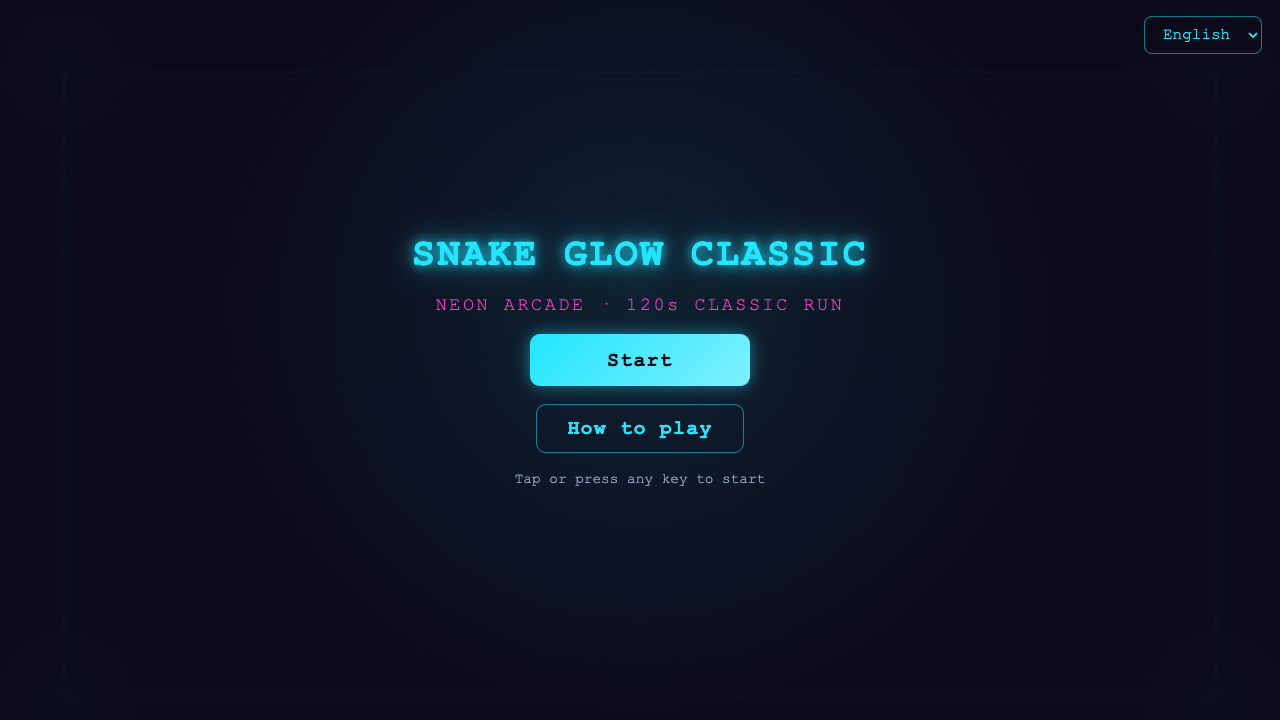 English
SNAKE GLOW CLASSIC
NEON ARCADE · 120s CLASSIC RUN
Start
How to play
Tap or press any key to start